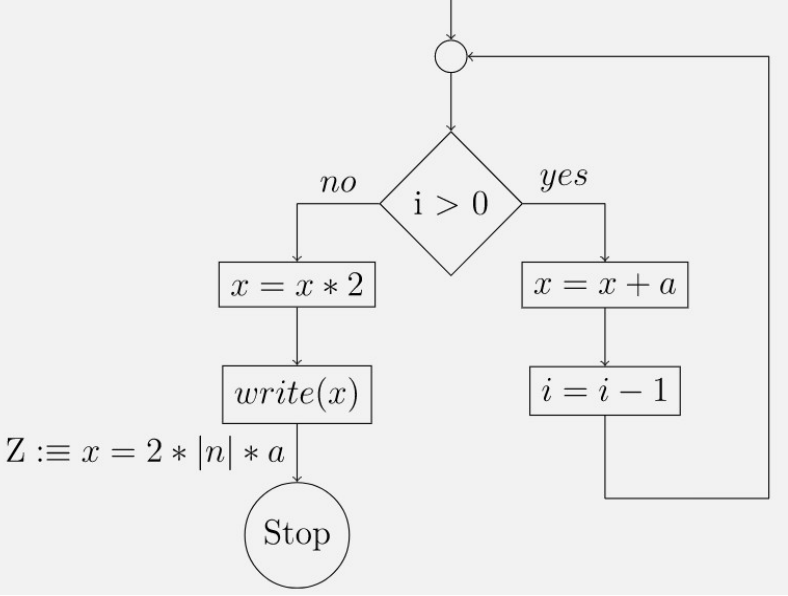 no
yes
i > 0
x = x ∗ 2
x = x + a
write(x)
i = i − 1
Z :≡ x = 2 ∗ |n| ∗ a
Stop